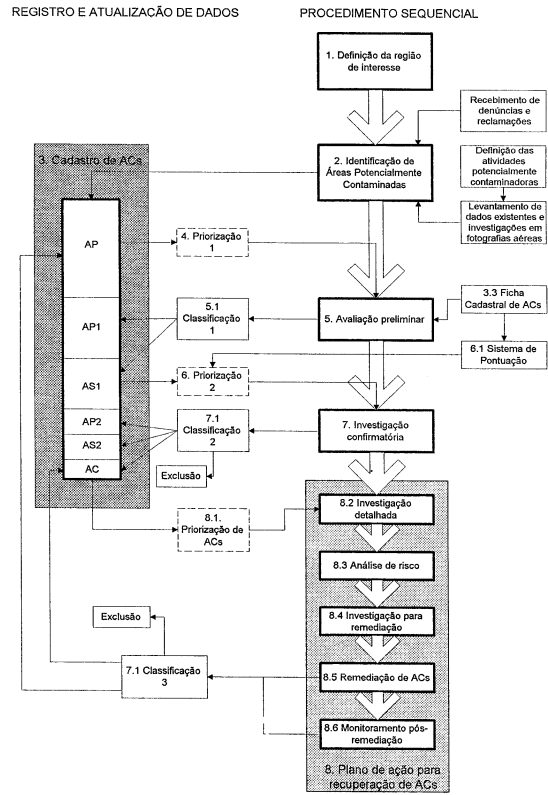 REGISTRO E ATUALIZAÇÃO DE DADOS
PROCEDIMENTO SEQUENCIAL
1. Definição da região
de interesse
Recebimento de
denúncias e
reclamações
3. Cadastro de ACs
2. Identificação de
Áreas Potencialmente
Contaminadas
Definição das
atividades
potencialmente
contaminadoras
Levantamento de
dados existentes e
investigações em
fotografias aéreas
AP
4. Priorização
1
3.3 Ficha
Cadastral de ACs
AP1
5.1
Classificação
1
5. Avaliação preliminar
6.1 Sistema de
Pontuação
AS1
6. Priorização
2
AP2
AS2
AC
7.1
Classificação
2
7. Investigação
confirmatória
Exclusão
8.1.
Priorização de
ACs
8.2 Investigação
detalhada
8.3 Análise de risco
8.4 Investigação para
remediação
Exclusão
7.1 Classificação
3
8.5 Remediação de ACs
8.6 Monitoramento pós-
remediação
8. Plano de ação para
recuperação de ACs